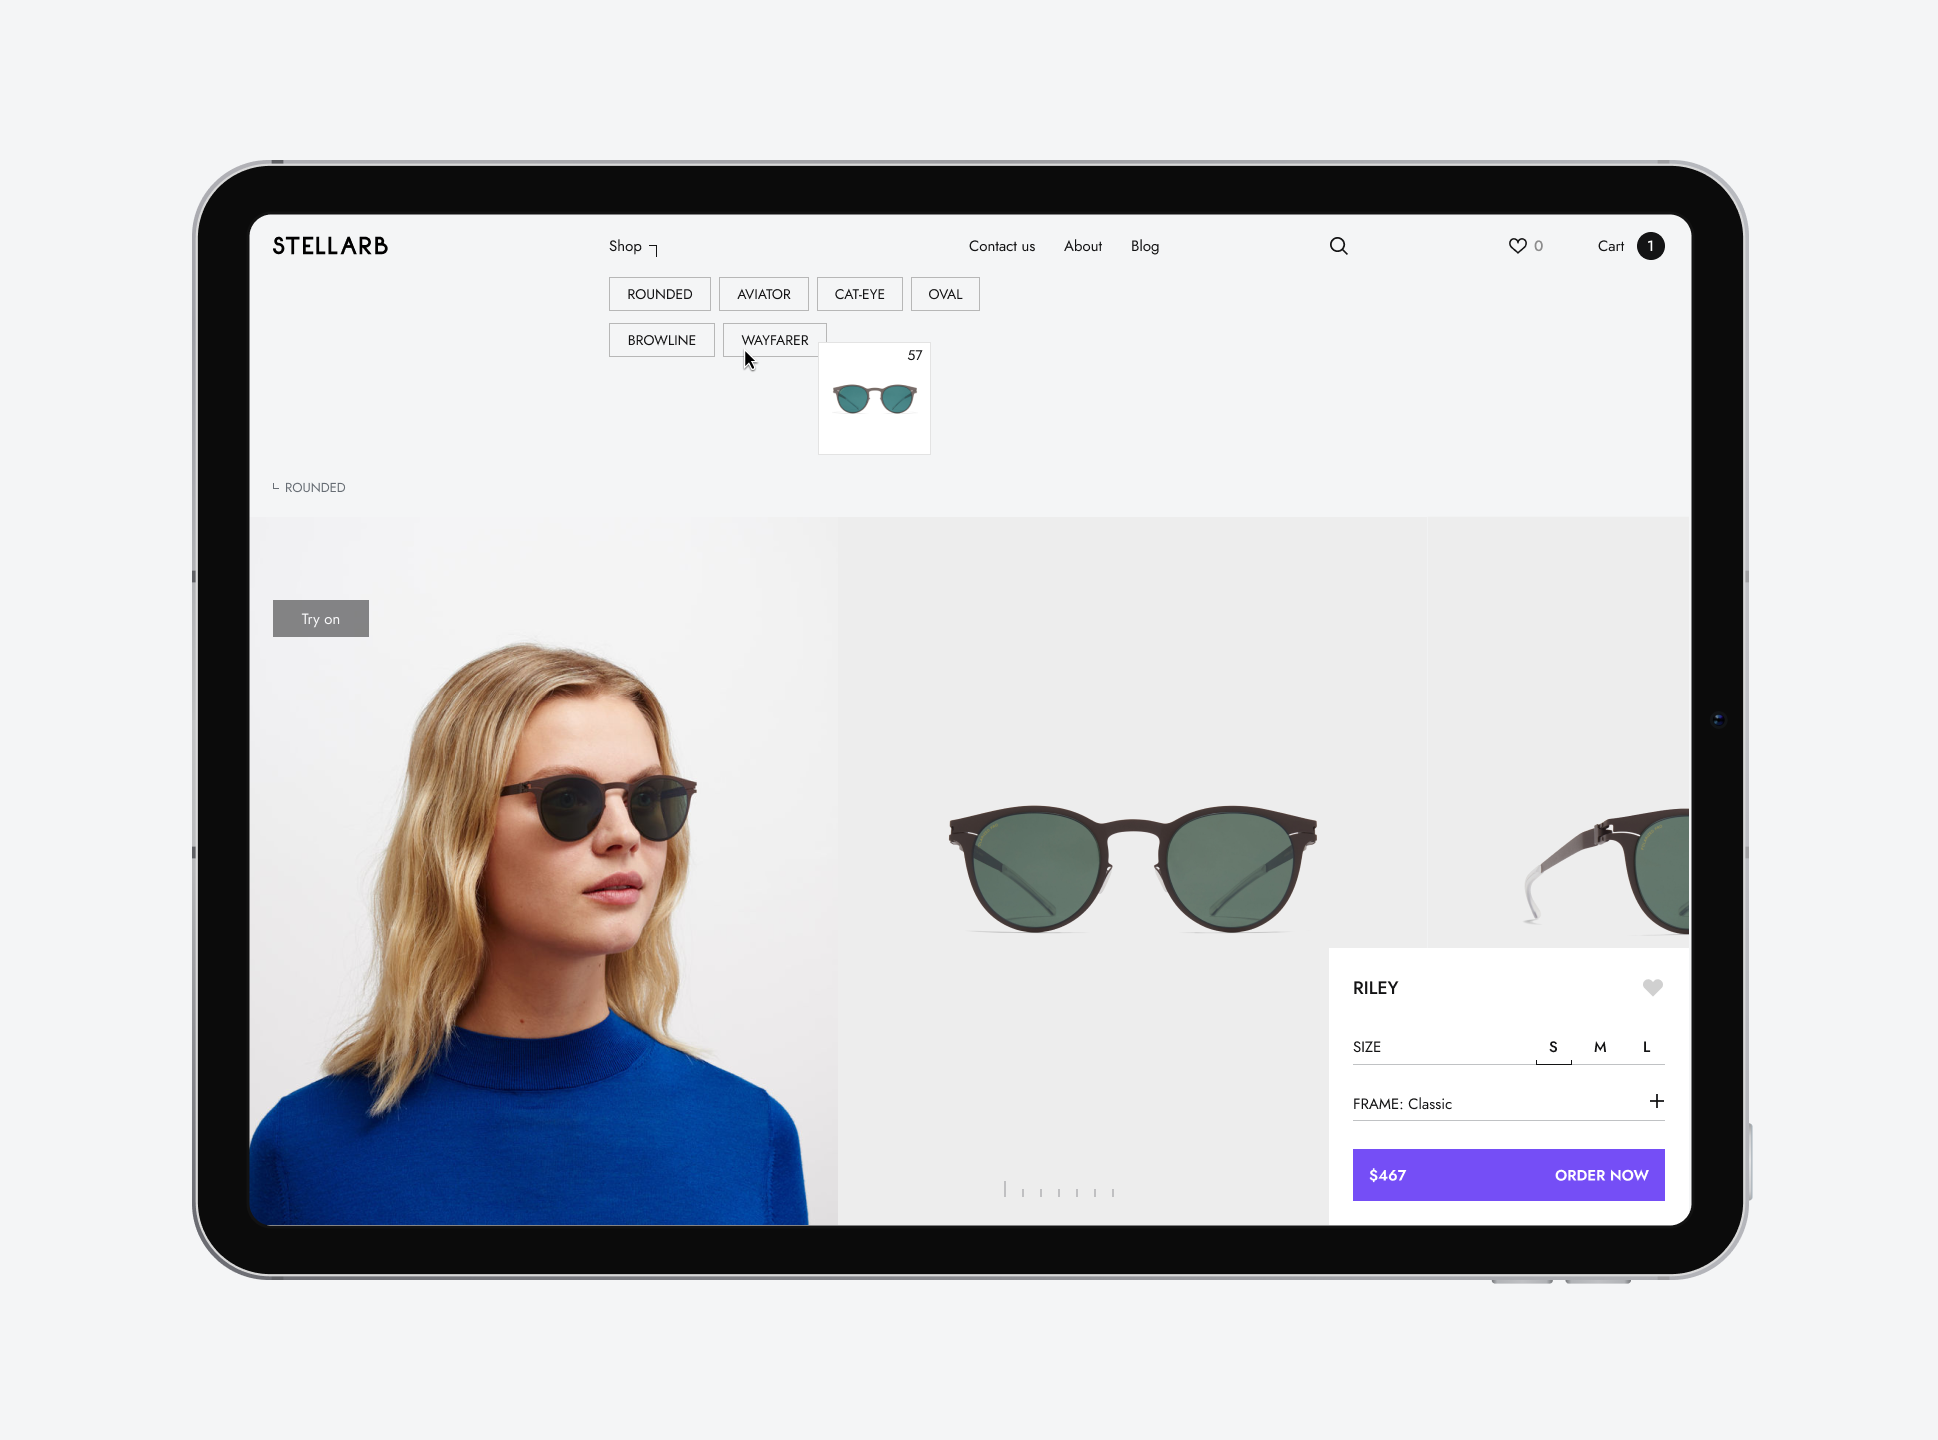 STELLARB
Shop
Contact us
About
Blog
0
Cart
1
ROUNDED
AVIATOR
CAT-EYE
OVAL
BROWLINE
WAYFARER
57
ROUNDED
Try on
RILEY
SIZE
S
M
L
FRAME: Classic
$467
ORDER NOW